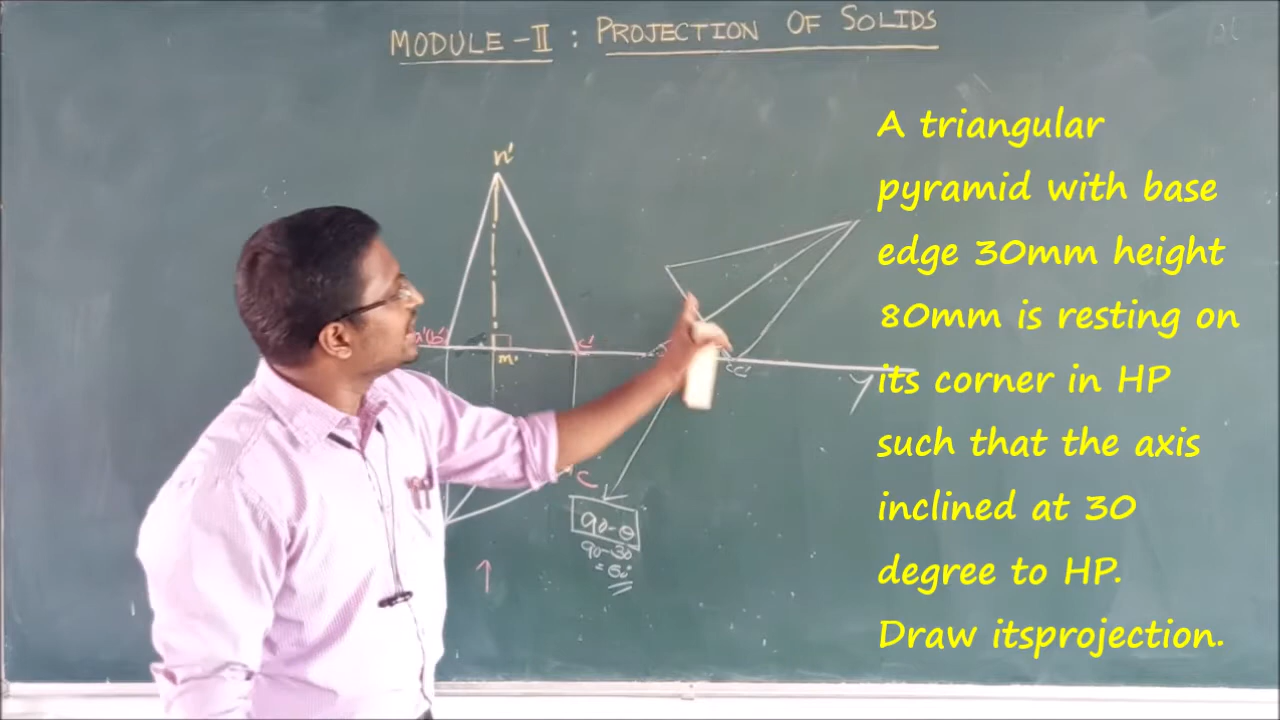 MODULE-II : PROJECTION OF SOLIDS
A triangular
pyramid with base
edge 30mm height
80mm is resting on
its corner in HP
such that the axis
inclined at 30
degree to HP.
Draw itsprojection.
n'
a'(b')
c'
m'
c'
Y
c
90-θ
90-30